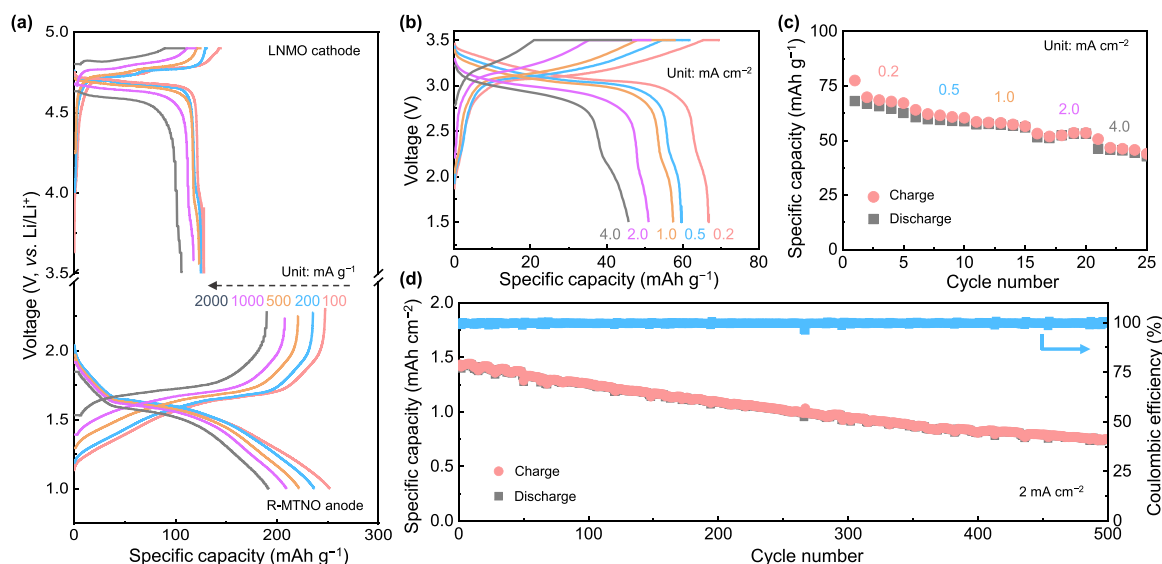 (a)
5.0
4.5
4.0
3.5
2.0
1.5
1.0
Voltage (V, vs. Li/Li⁺)
LNMO cathode
Unit: mA g⁻¹
2000 1000 500 200 100
R-MTNO anode
0 100 200 300
Specific capacity (mAh g⁻¹)
(b)
3.5
3.0
2.5
2.0
1.5
Voltage (V)
Unit: mA cm⁻²
4.0 2.0 1.0 0.5 0.2
0 20 40 60 80
Specific capacity (mAh g⁻¹)
(c)
100
75
50
25
0
Specific capacity (mAh g⁻¹)
Unit: mA cm⁻²
0.2
0.5
1.0
2.0
4.0
Charge
Discharge
0 5 10 15 20 25
Cycle number
(d)
2.0
1.5
1.0
0.5
0.0
Specific capacity (mAh cm⁻²)
Charge
Discharge
2 mA cm⁻²
100
75
50
25
0
Coulombic efficiency (%)
0 100 200 300 400 500
Cycle number